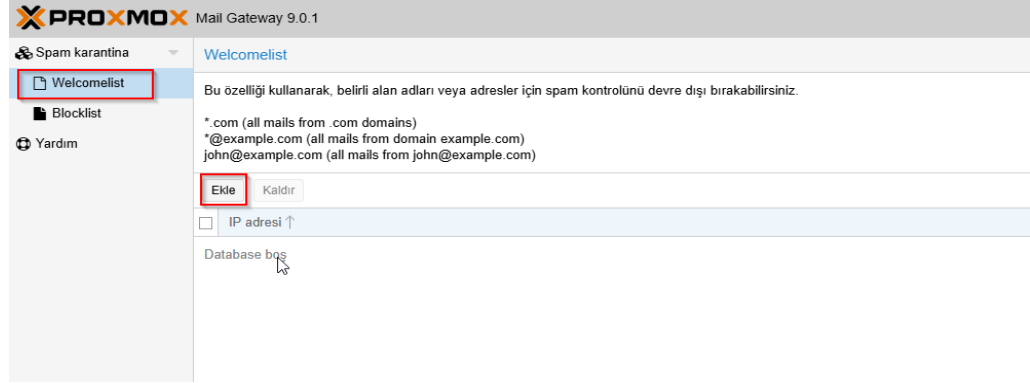 PROXMOX Mail Gateway 9.0.1
Spam karantina
Welcomelist
Blocklist
Yardım
Welcomelist
Bu özelliği kullanarak, belirli alan adları veya adresler için spam kontrolünü devre dışı bırakabilirsiniz.
*.com (all mails from .com domains)
*@example.com (all mails from domain example.com)
john@example.com (all mails from john@example.com)
Ekle Kaldır
IP adresi ↑
Database boş